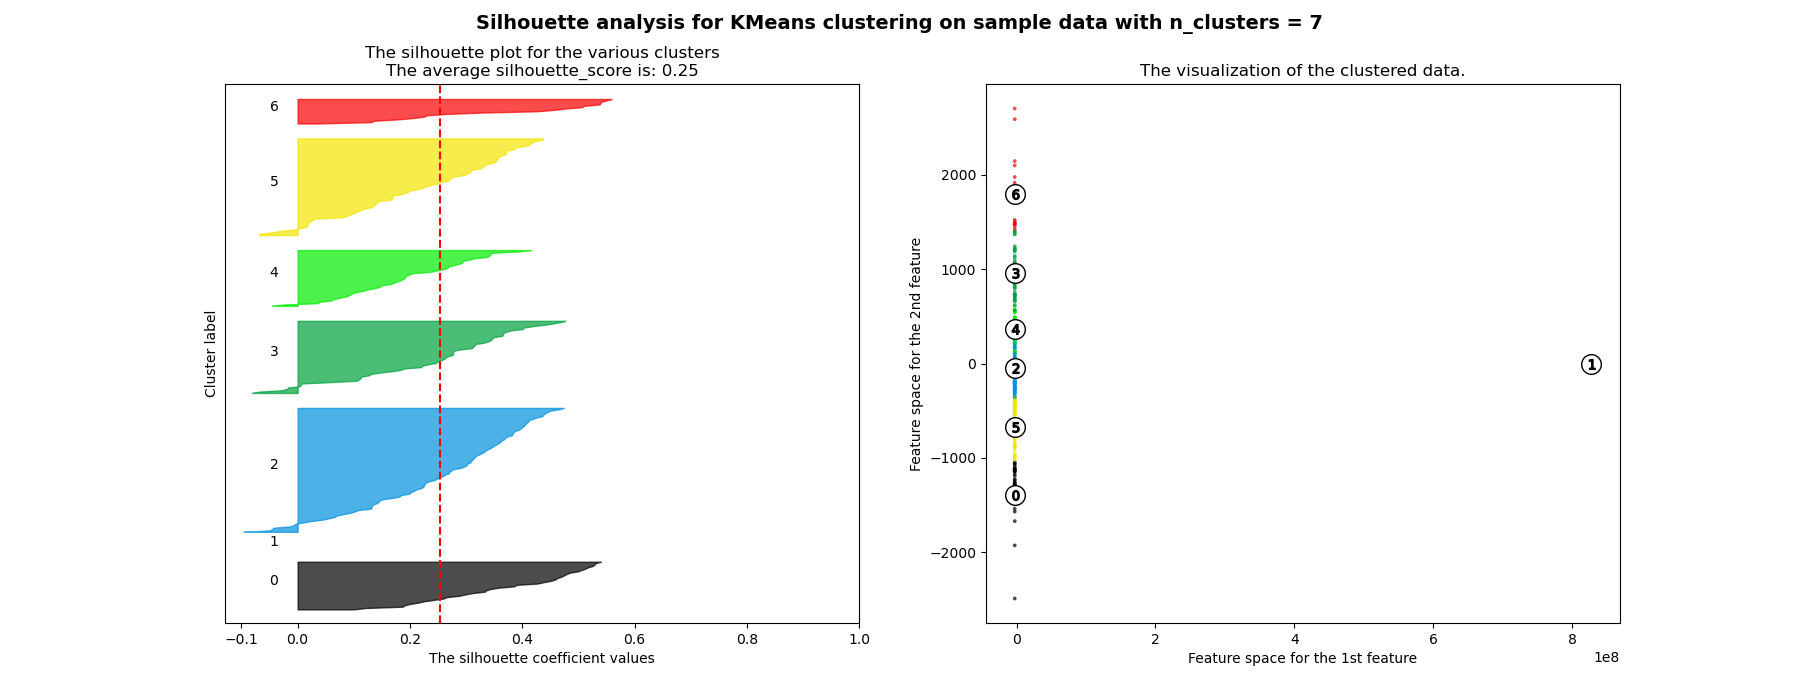 Silhouette analysis for KMeans clustering on sample data with n_clusters = 7
The silhouette plot for the various clusters
The average silhouette_score is: 0.25
6
5
4
3
2
1
0
Cluster label
−0.1 0.0 0.2 0.4 0.6 0.8 1.0
The silhouette coefficient values
The visualization of the clustered data.
2000
1000
0
−1000
−2000
Feature space for the 2nd feature
6
3
4
2
1
5
0
0 2 4 6 8
1e8
Feature space for the 1st feature